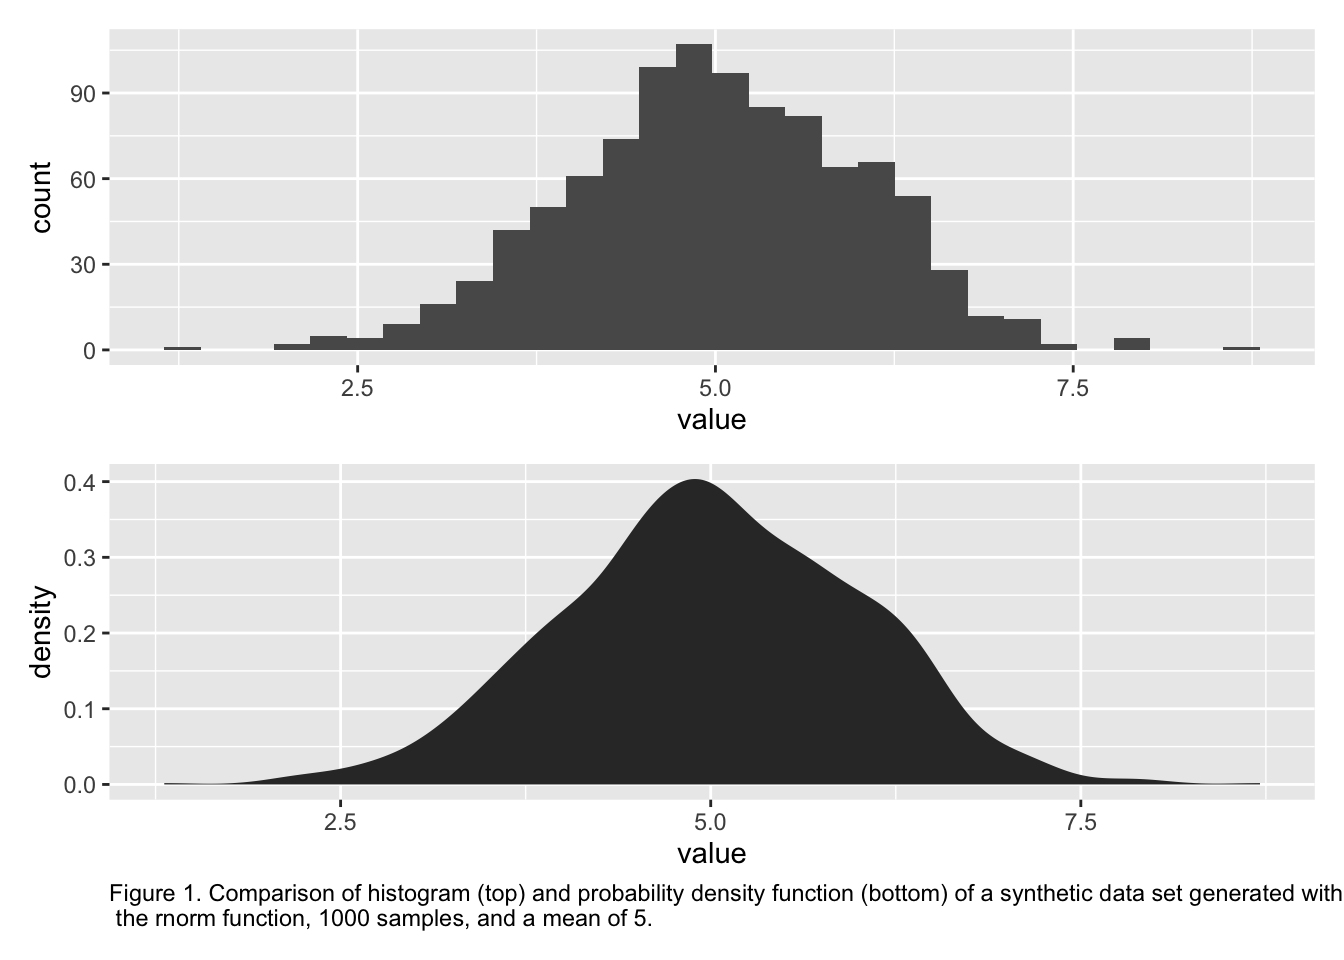 90
60
30
0
count
2.5 5.0 7.5
value
0.4
0.3
0.2
0.1
0.0
density
2.5 5.0 7.5
value
Figure 1. Comparison of histogram (top) and probability density function (bottom) of a synthetic data set generated with
the rnorm function, 1000 samples, and a mean of 5.